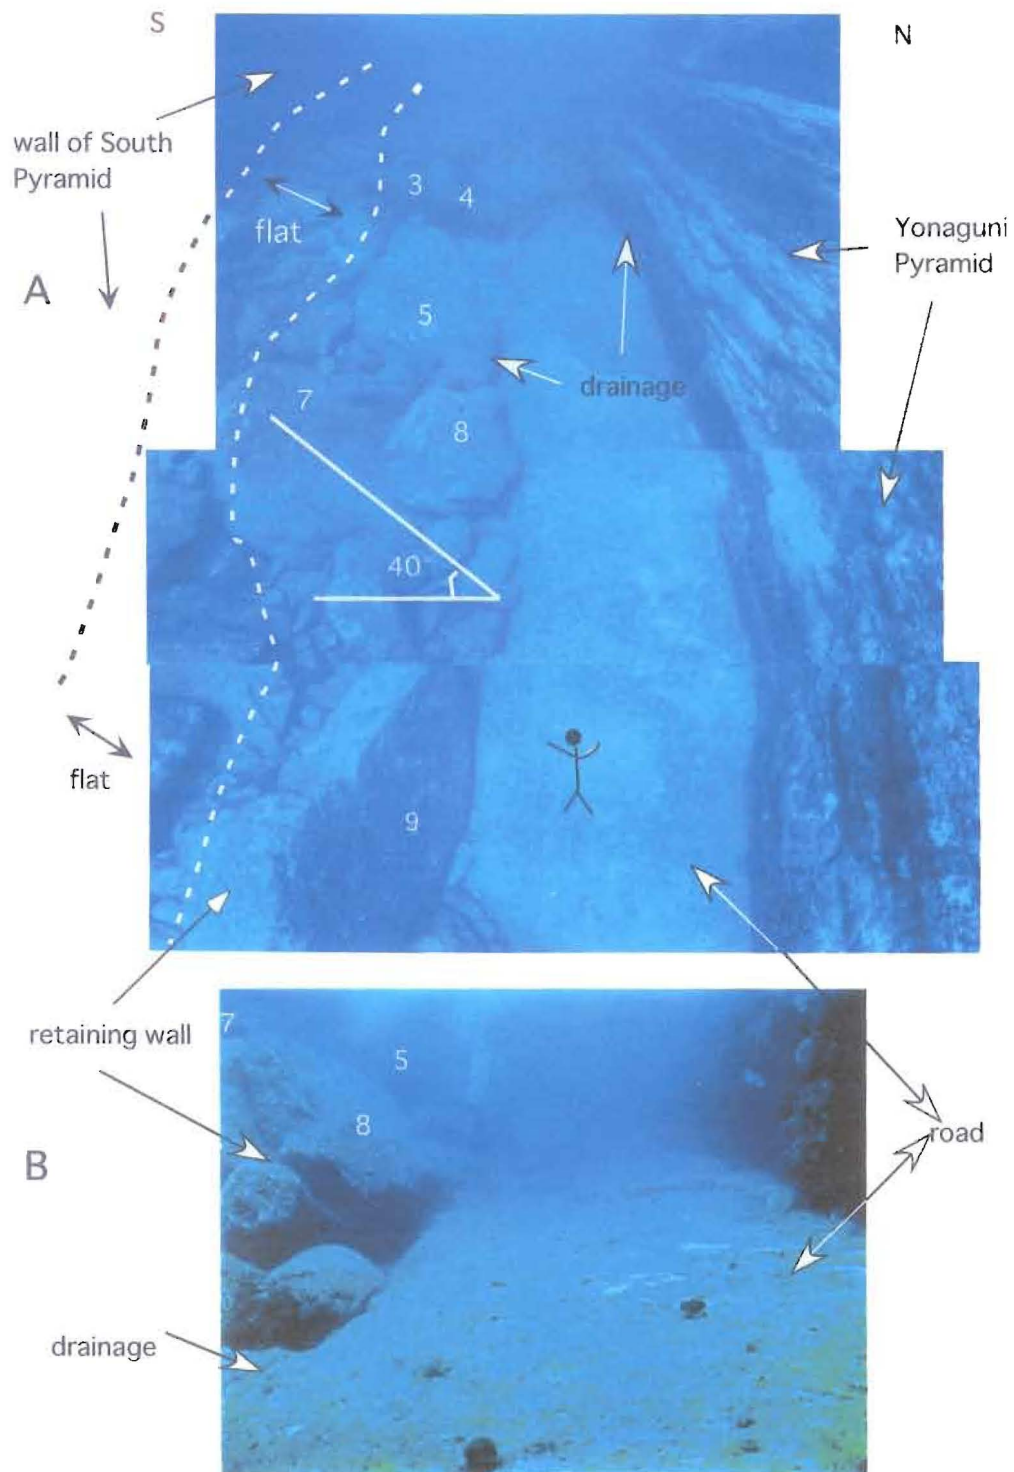 S
N
wall of South
Pyramid
3
4
flat
Yonaguni
Pyramid
A
5
drainage
7
8
40
flat
9
retaining wall
7
5
8
road
B
drainage